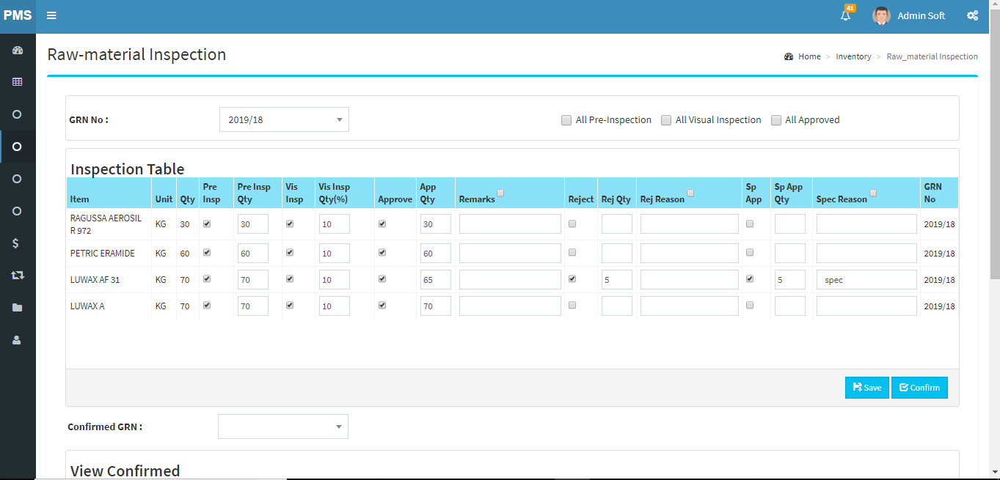 PMS 41 Admin Soft
Raw-material Inspection Home > Inventory > Raw_material Inspection
GRN No : 2019/18 All Pre-Inspection All Visual Inspection All Approved
Inspection Table
Item Unit Qty Pre Insp Pre Insp Qty Vis Insp Vis Insp Qty(%) Approve App Qty Remarks Reject Rej Qty Rej Reason Sp App Sp App Qty Spec Reason GRN No
RAGUSSA AEROSIL R 972 KG 30 30 10 30 2019/18
PETRIC ERAMIDE KG 60 60 10 60 2019/18
LUWAX AF 31 KG 70 70 10 65 5 5 spec 2019/18
LUWAX A KG 70 70 10 70 2019/18
Save Confirm
Confirmed GRN :
View Confirmed